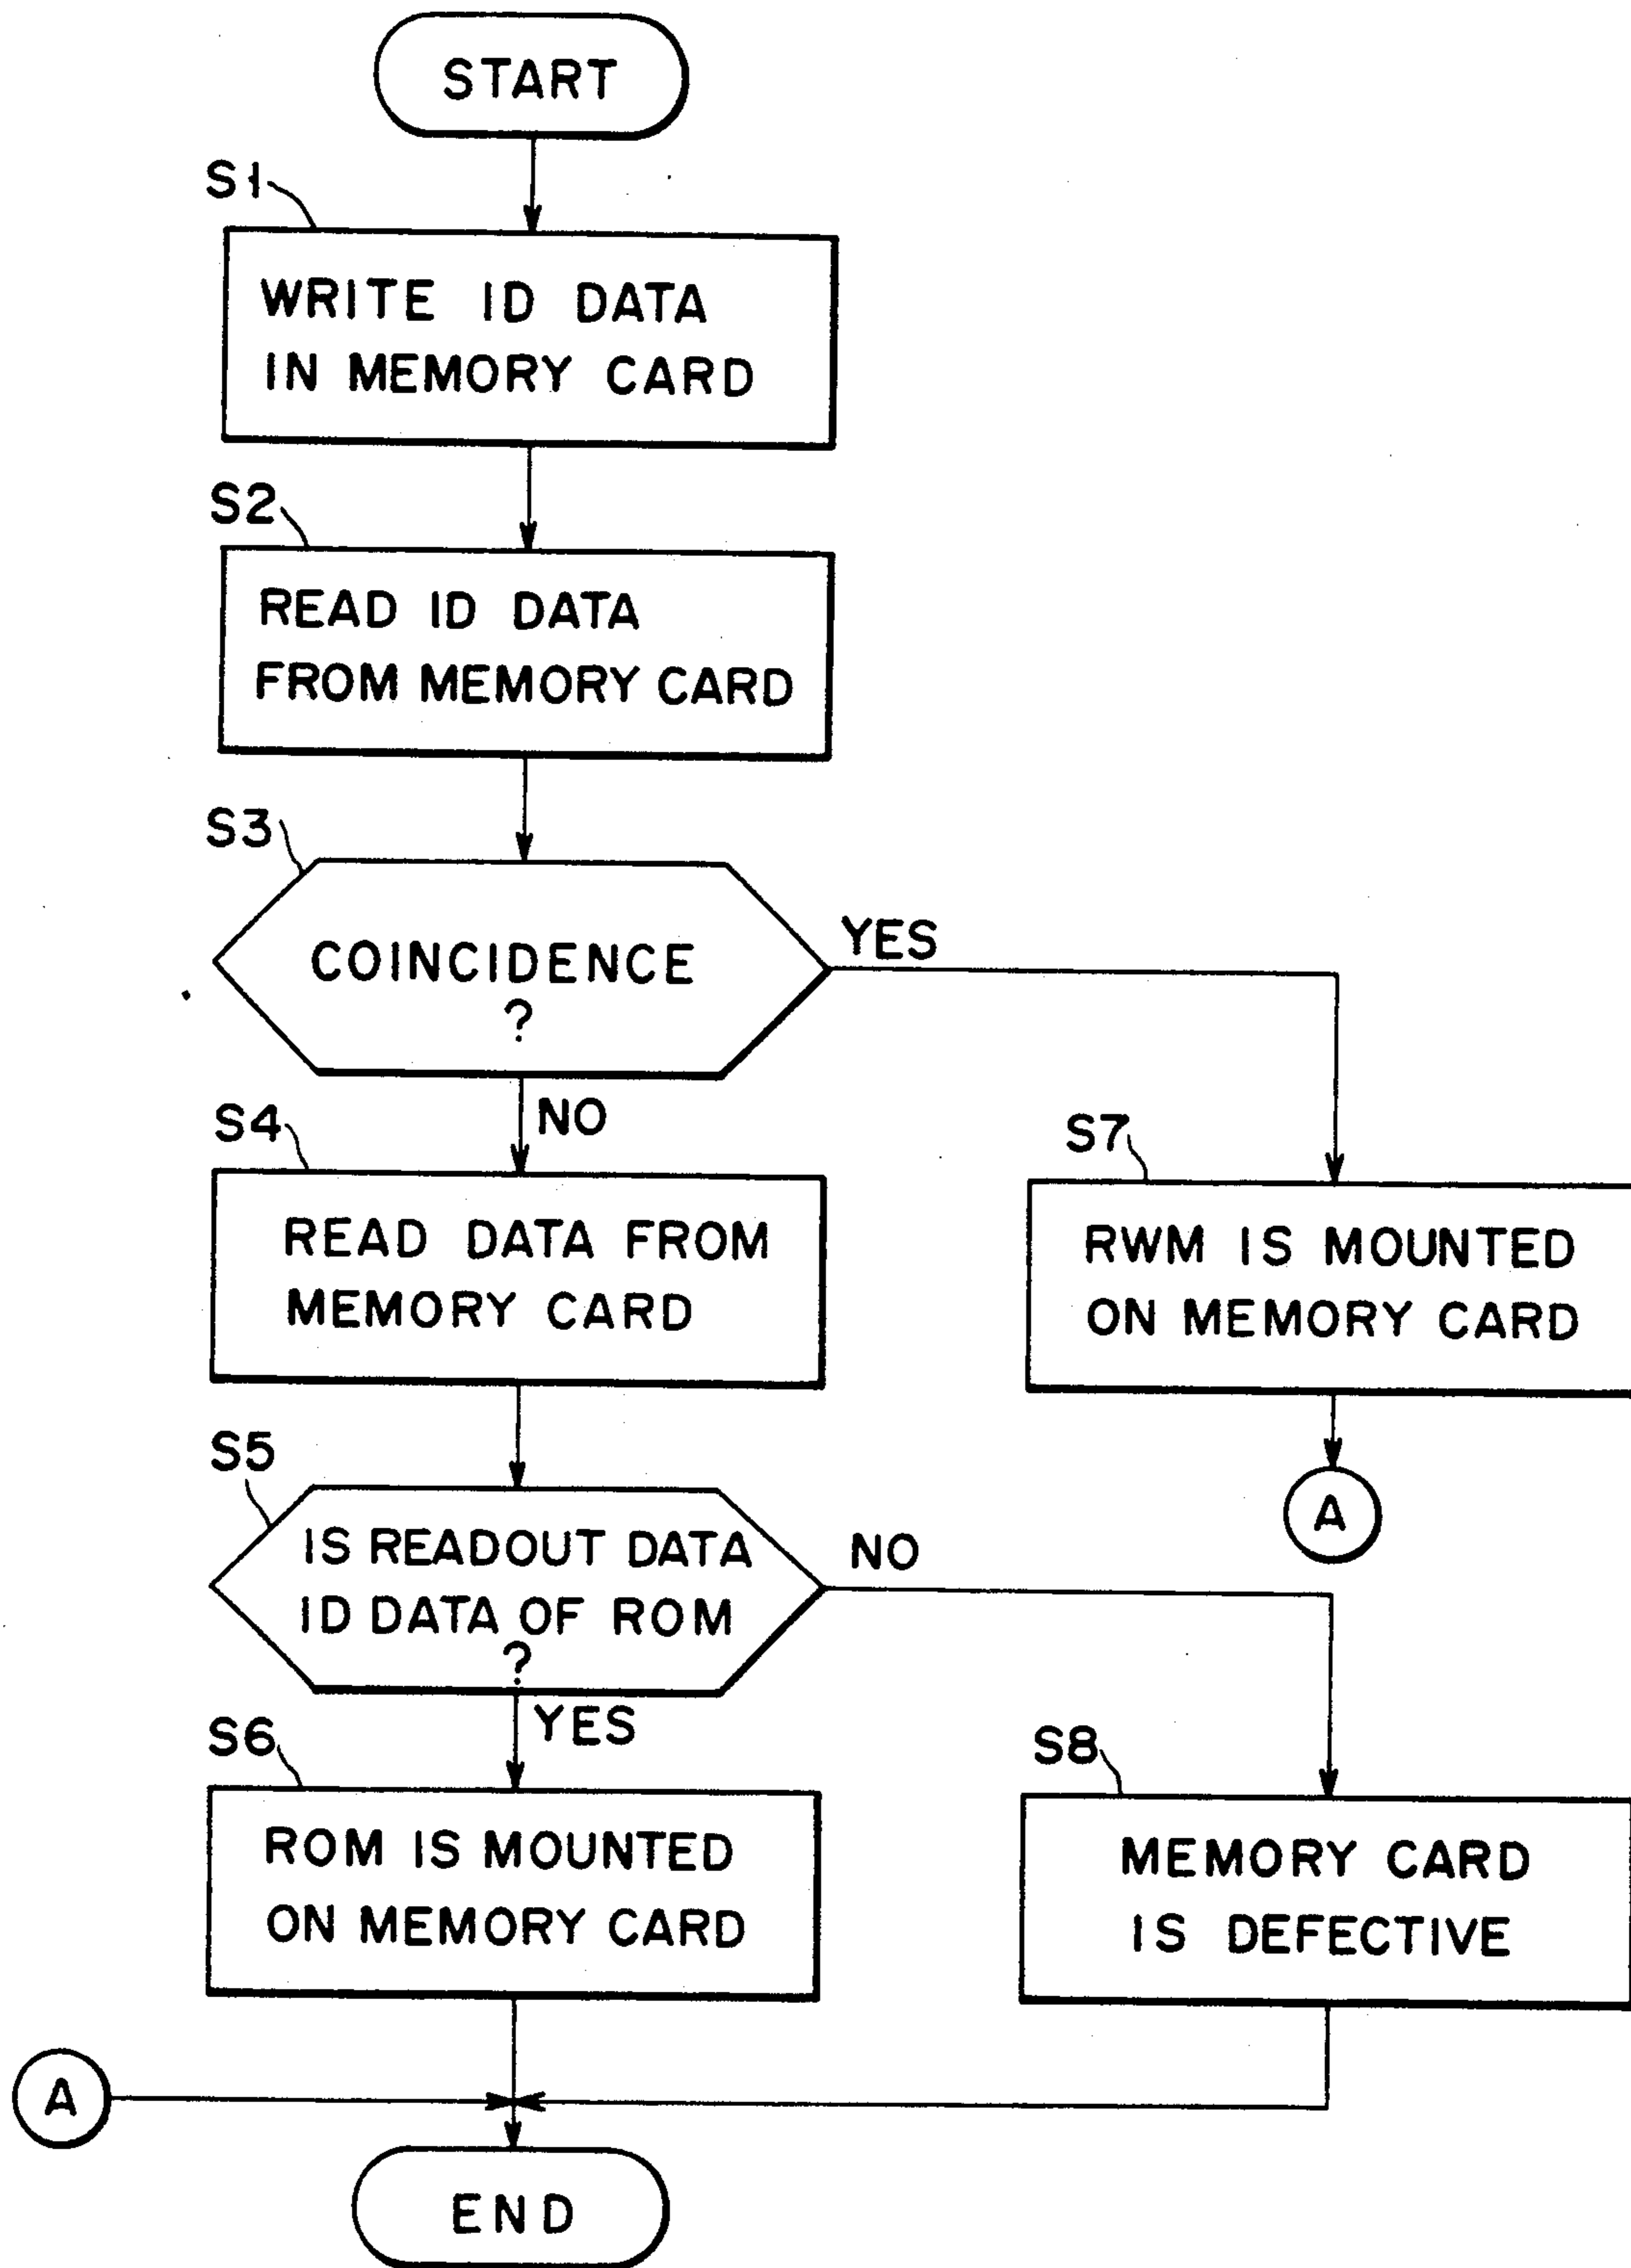 START
S1
WRITE ID DATA
IN MEMORY CARD
S2
READ ID DATA
FROM MEMORY CARD
S3
COINCIDENCE
?
YES
NO
S4
READ DATA FROM
MEMORY CARD
S7
RWM IS MOUNTED
ON MEMORY CARD
A
S5
IS READOUT DATA
ID DATA OF ROM
?
NO
YES
S6
ROM IS MOUNTED
ON MEMORY CARD
S8
MEMORY CARD
IS DEFECTIVE
A
END